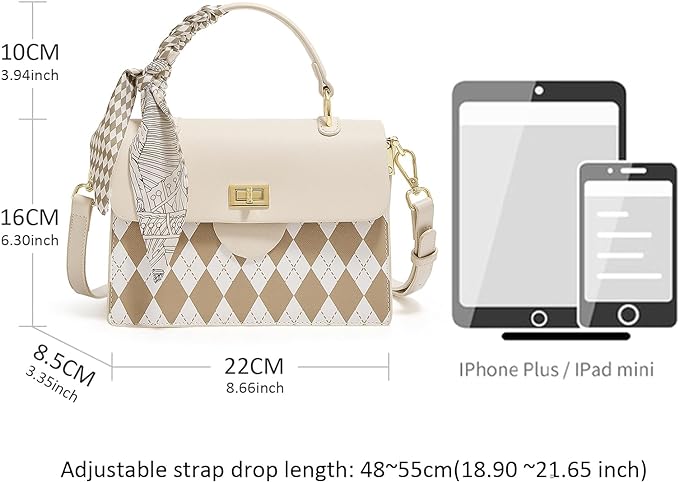 10CM
3.94inch
16CM
6.30inch
8.5CM
3.35inch
22CM
8.66inch
IPhone Plus / IPad mini
Adjustable strap drop length: 48~55cm(18.90 ~21.65 inch)